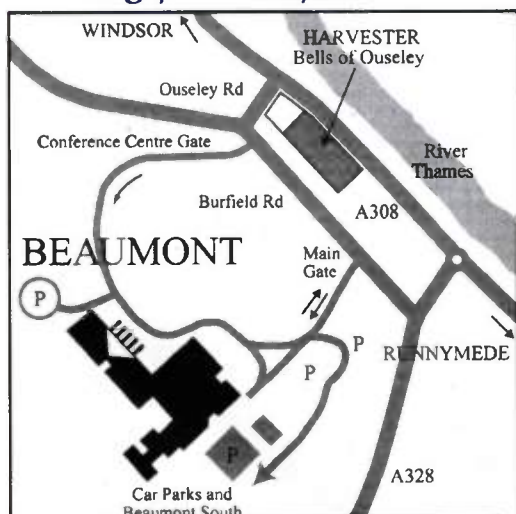 WINDSOR
HARVESTER
Bells of Ouseley
Ouseley Rd
Conference Centre Gate
River
Thames
Burfield Rd
A308
BEAUMONT
Main
Gate
P
RUNNYMEDE
P
P
P
A328
Car Parks and
Beaumont South